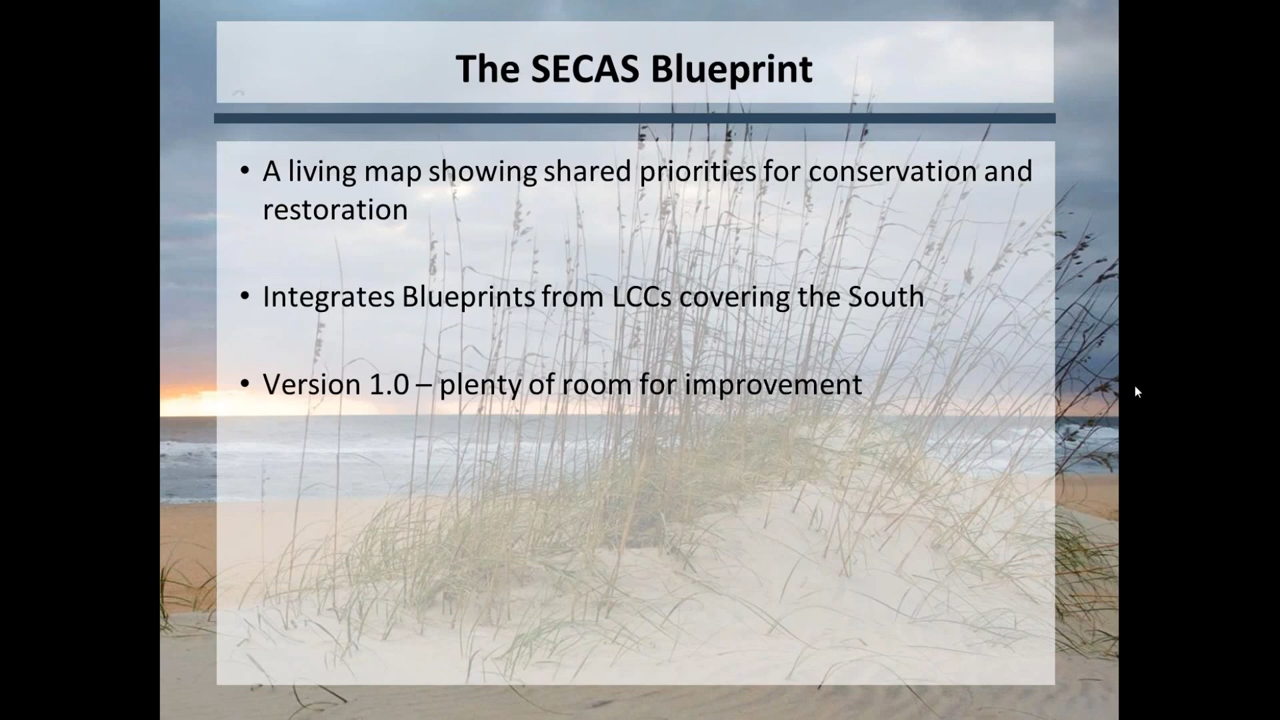 The SECAS Blueprint
• A living map showing shared priorities for conservation and
restoration
• Integrates Blueprints from LCCs covering the South
• Version 1.0 – plenty of room for improvement